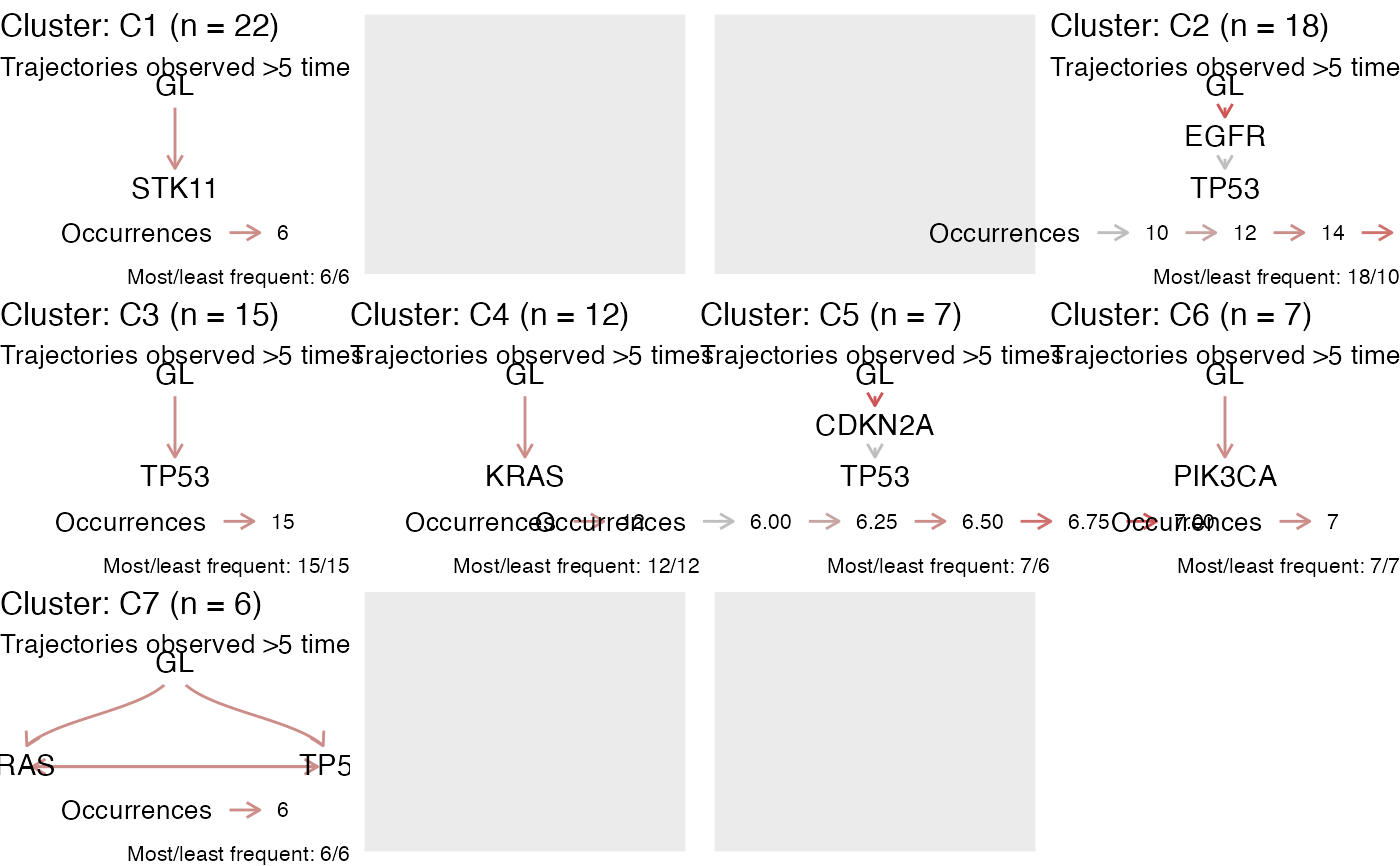 Cluster: C1 (n = 22)
Trajectories observed >5 time
GL
STK11
Occurrences 6
Most/least frequent: 6/6
Cluster: C2 (n = 18)
Trajectories observed >5 time
GL
EGFR
TP53
Occurrences 10 12 14
Most/least frequent: 18/10
Cluster: C3 (n = 15)
Trajectories observed >5 times
GL
TP53
Occurrences 15
Most/least frequent: 15/15
Cluster: C4 (n = 12)
Trajectories observed >5 times
GL
KRAS
Occurrences 12
Most/least frequent: 12/12
Cluster: C5 (n = 7)
Trajectories observed >5 times
GL
CDKN2A
TP53
Occurrences 6.00 6.25 6.50 6.75 7.00
Most/least frequent: 7/6
Cluster: C6 (n = 7)
Trajectories observed >5 time
GL
PIK3CA
Occurrences 7
Most/least frequent: 7/7
Cluster: C7 (n = 6)
Trajectories observed >5 time
GL
RAS TP5
Occurrences 6
Most/least frequent: 6/6